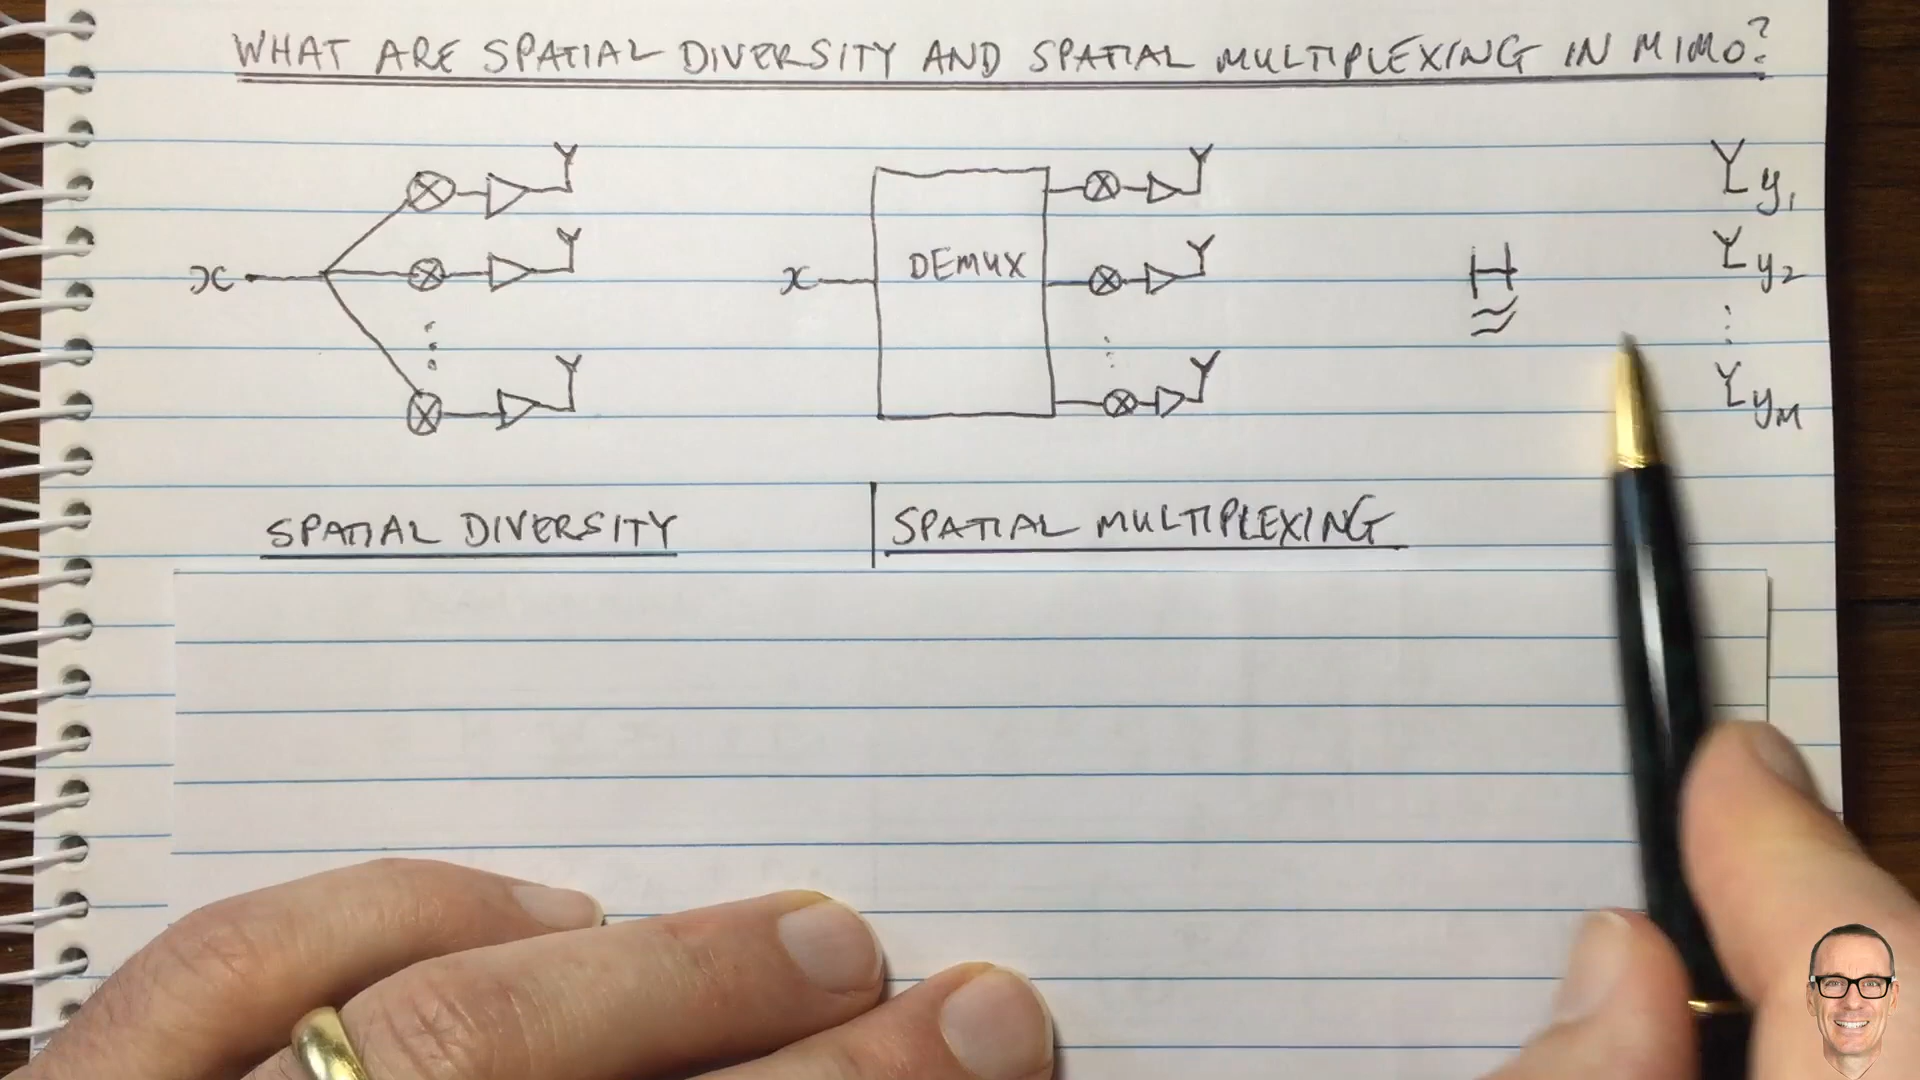 WHAT ARE SPATIAL DIVERSITY AND SPATIAL MULTIPLEXING IN MIMO?
x
x DEMUX
H
y1
y2
⋮
yM
SPATIAL DIVERSITY
SPATIAL MULTIPLEXING